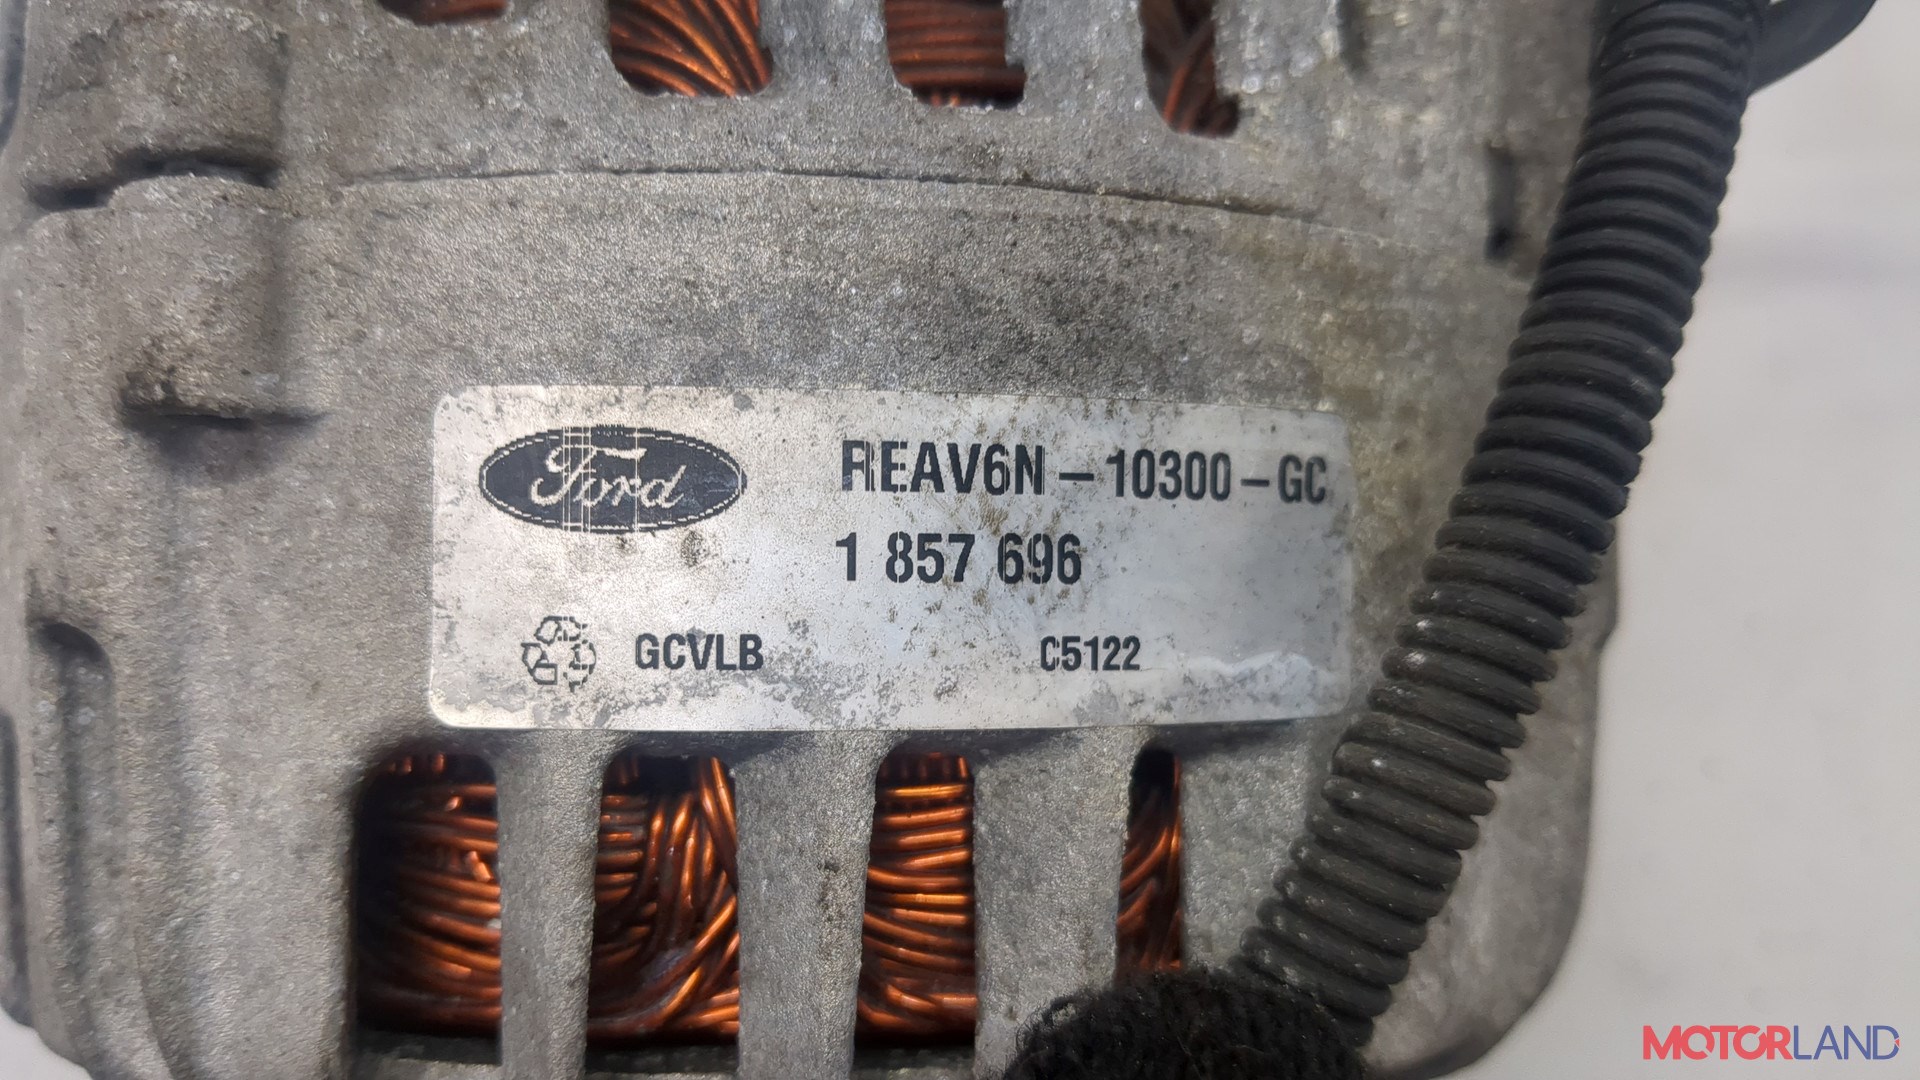 Ford REAV6N-10300-GC
1 857 696
GCVLB C5122
MOTORLAND